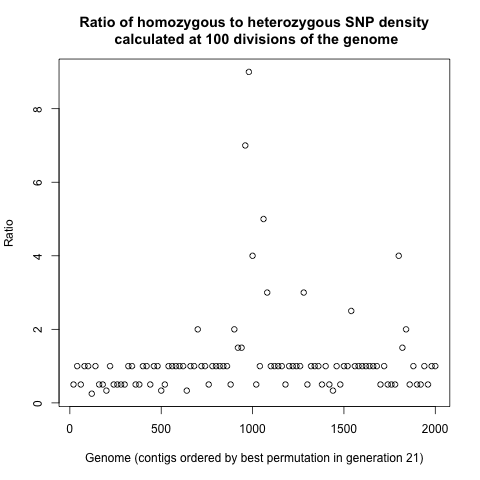 Ratio of homozygous to heterozygous SNP density
calculated at 100 divisions of the genome
Ratio
8
6
4
2
0
0 500 1000 1500 2000
Genome (contigs ordered by best permutation in generation 21)